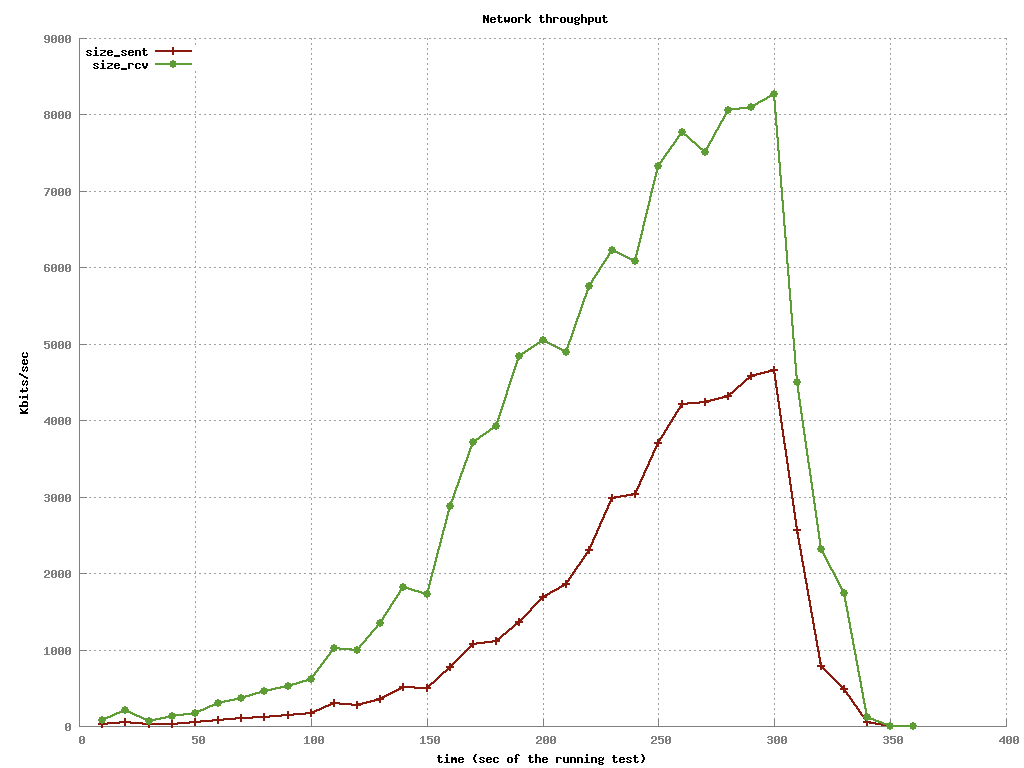 Network throughput
9000
size_sent
size_rcv
8000
7000
6000
5000
Kbits/sec
4000
3000
2000
1000
0
0 50 100 150 200 250 300 350 400
time (sec of the running test)